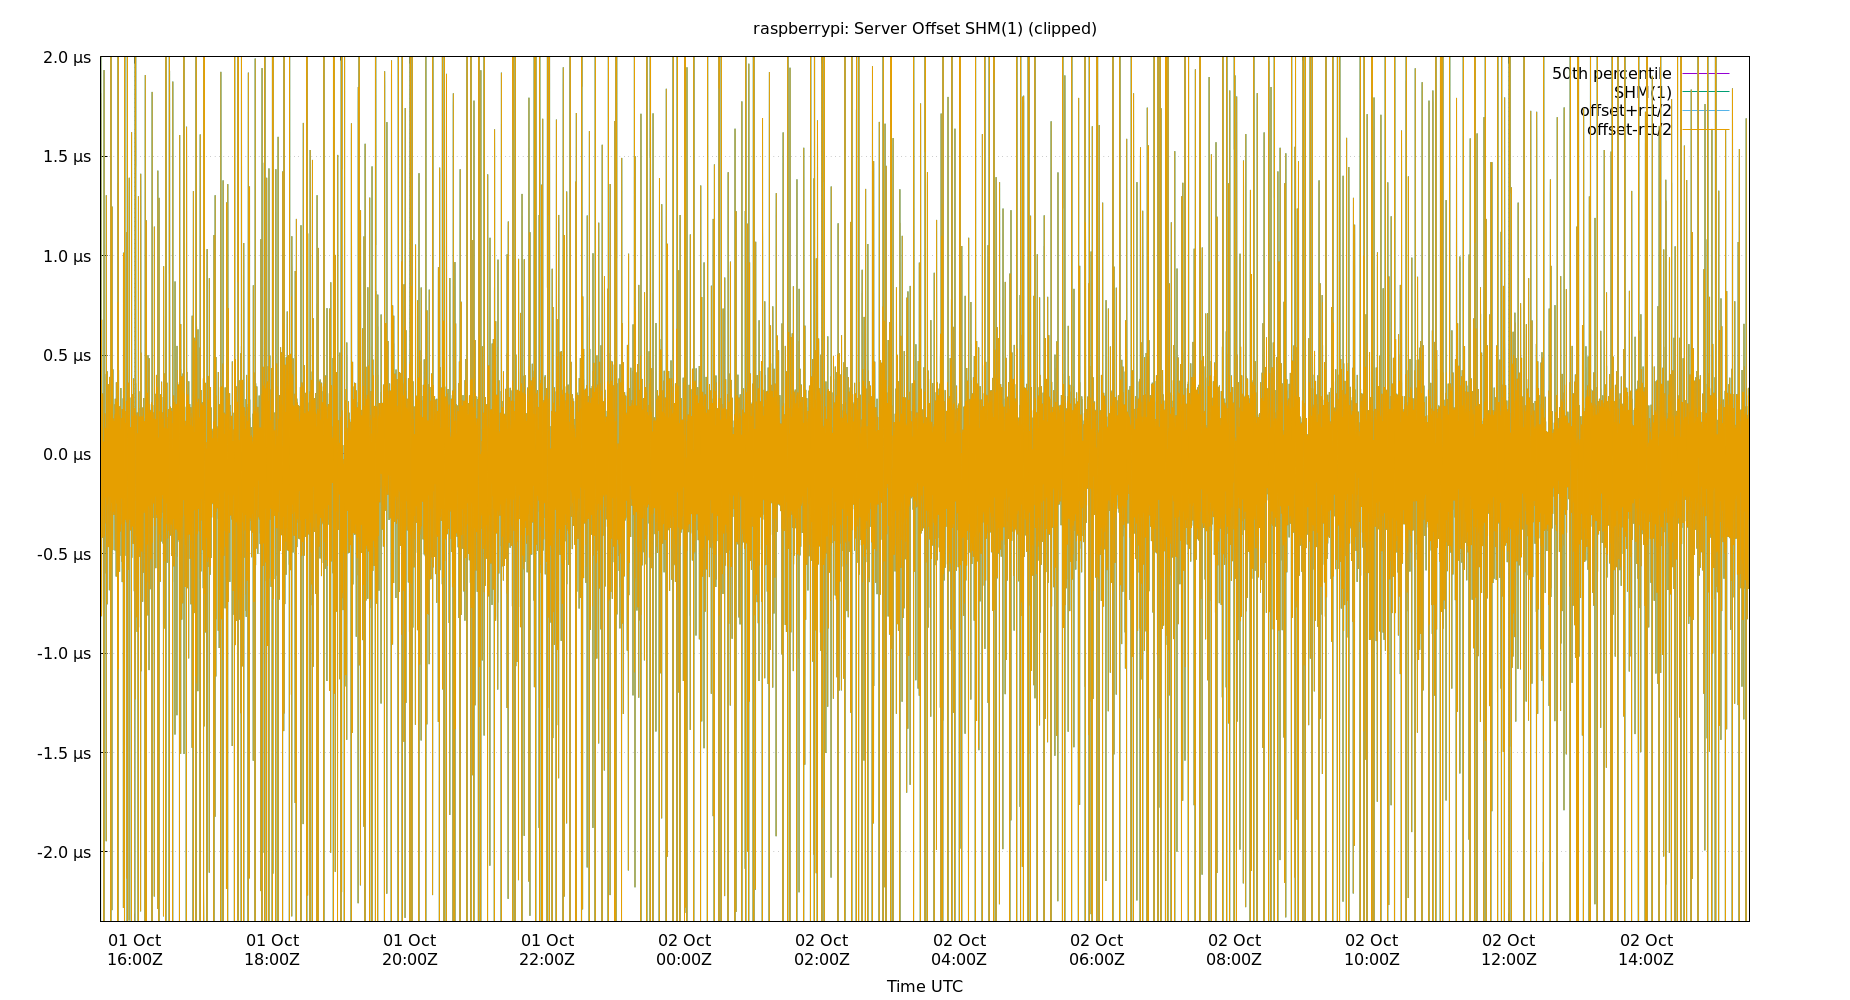 raspberrypi: Server Offset SHM(1) (clipped)
2.0 µs
1.5 µs
1.0 µs
0.5 µs
0.0 µs
-0.5 µs
-1.0 µs
-1.5 µs
-2.0 µs
50th percentile
SHM(1)
offset+rtt/2
offset-rtt/2
01 Oct 01 Oct 01 Oct 01 Oct 02 Oct 02 Oct 02 Oct 02 Oct 02 Oct 02 Oct 02 Oct 02 Oct
16:00Z 18:00Z 20:00Z 22:00Z 00:00Z 02:00Z 04:00Z 06:00Z 08:00Z 10:00Z 12:00Z 14:00Z
Time UTC